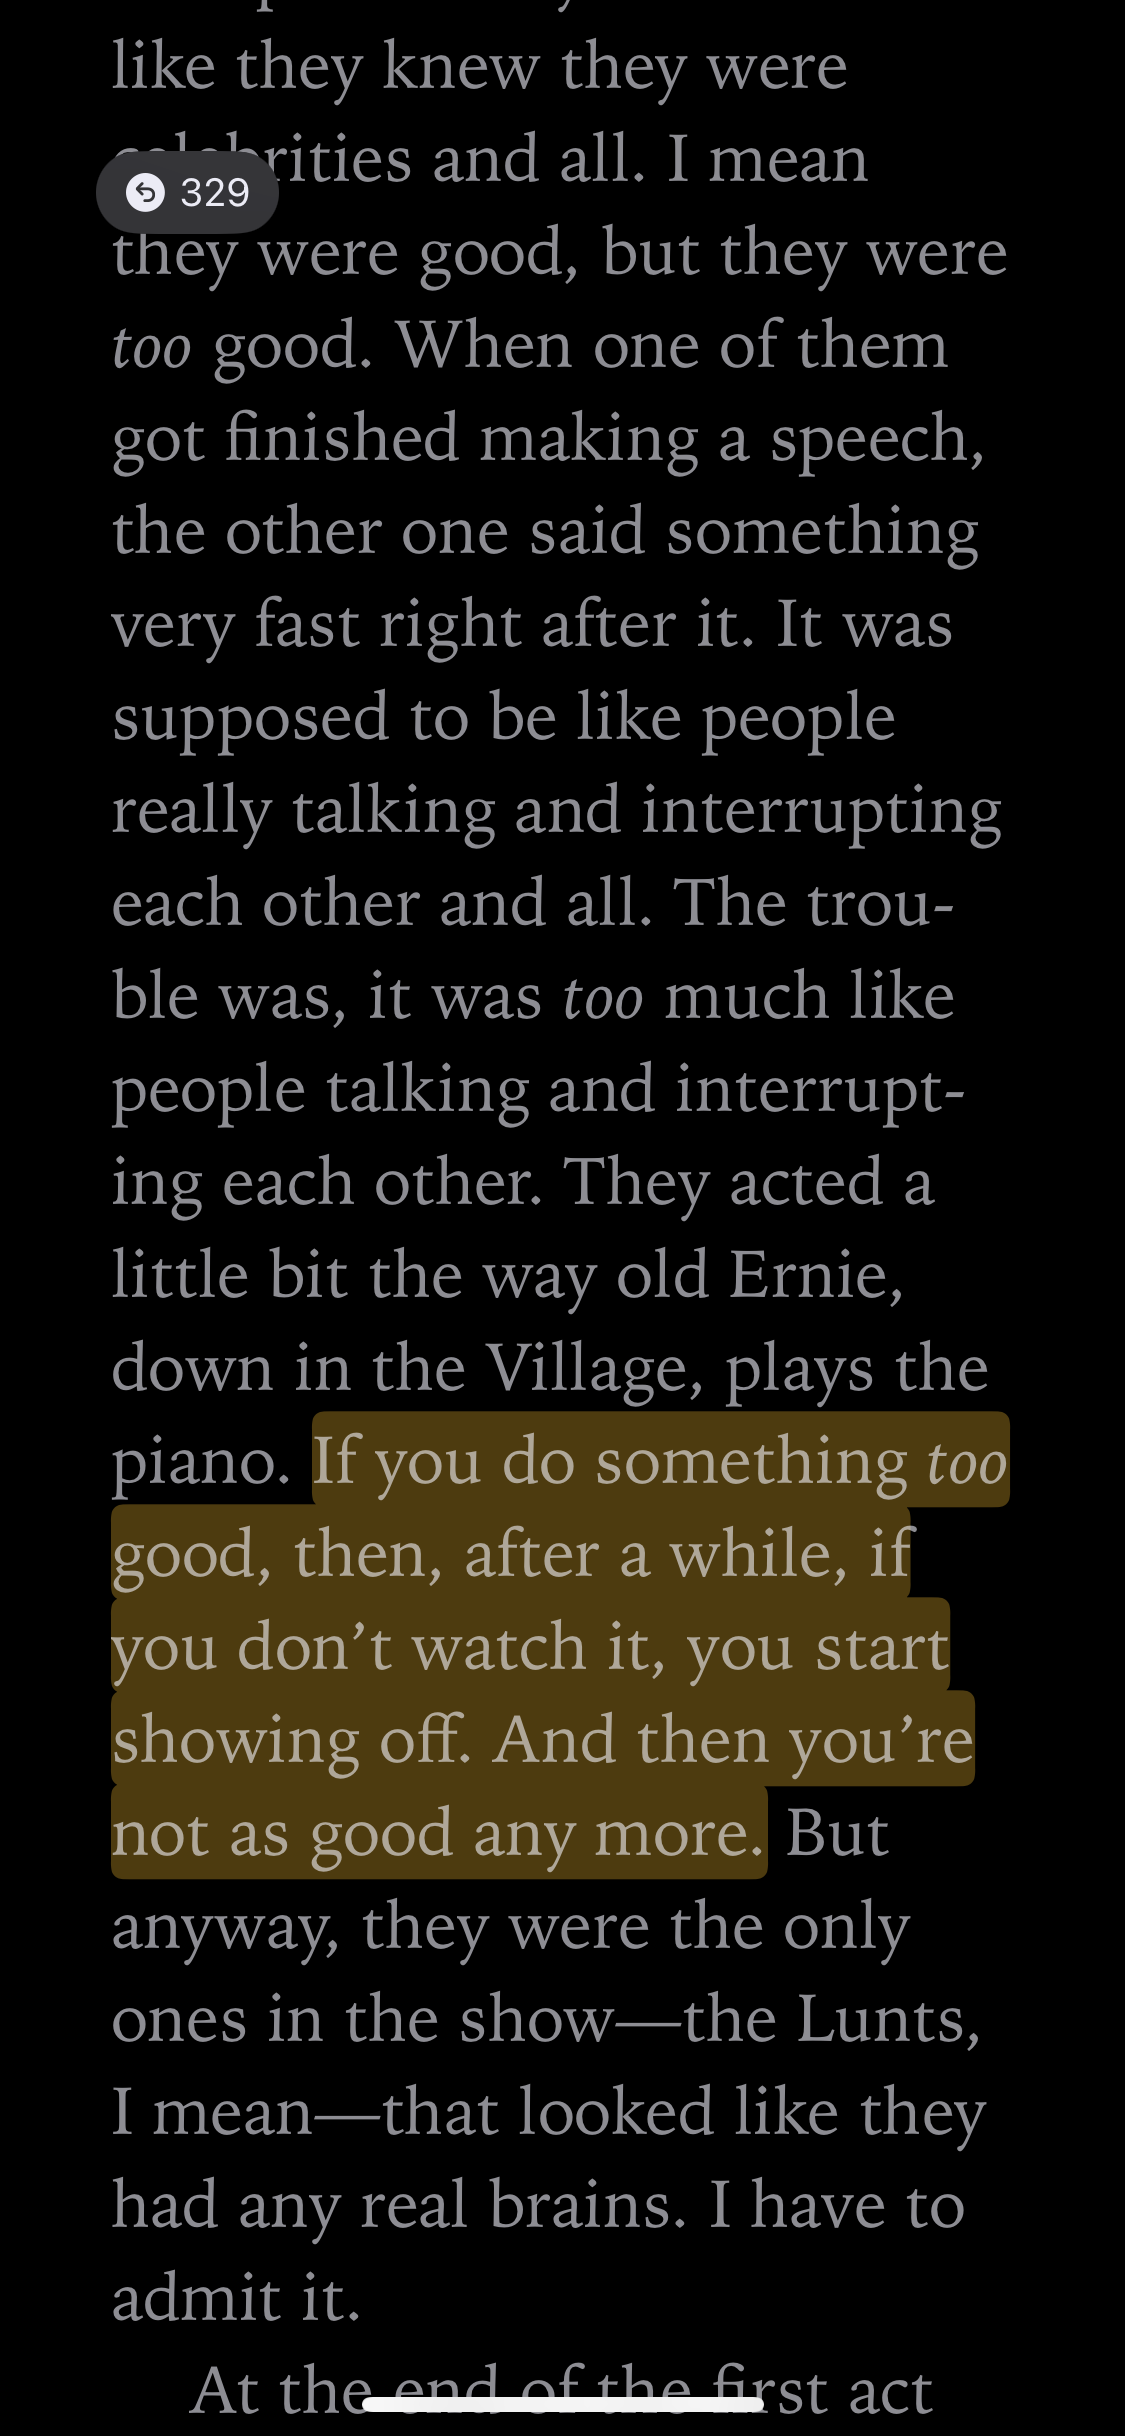 like they knew they were
celebrities and all. I mean
329
they were good, but they were
too good. When one of them
got finished making a speech,
the other one said something
very fast right after it. It was
supposed to be like people
really talking and interrupting
each other and all. The trou-
ble was, it was too much like
people talking and interrupt-
ing each other. They acted a
little bit the way old Ernie,
down in the Village, plays the
piano. If you do something too
good, then, after a while, if
you don’t watch it, you start
showing off. And then you’re
not as good any more. But
anyway, they were the only
ones in the show—the Lunts,
I mean—that looked like they
had any real brains. I have to
admit it.
At the end of the first act